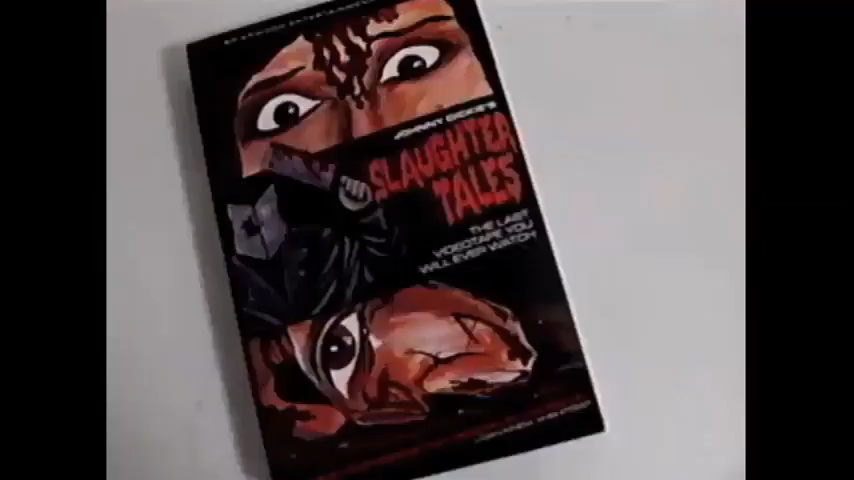 JOHNNY DICKIE'S
SLAUGHTER
TALES
THE LAST
VIDEOTAPE YOU
WILL EVER WATCH